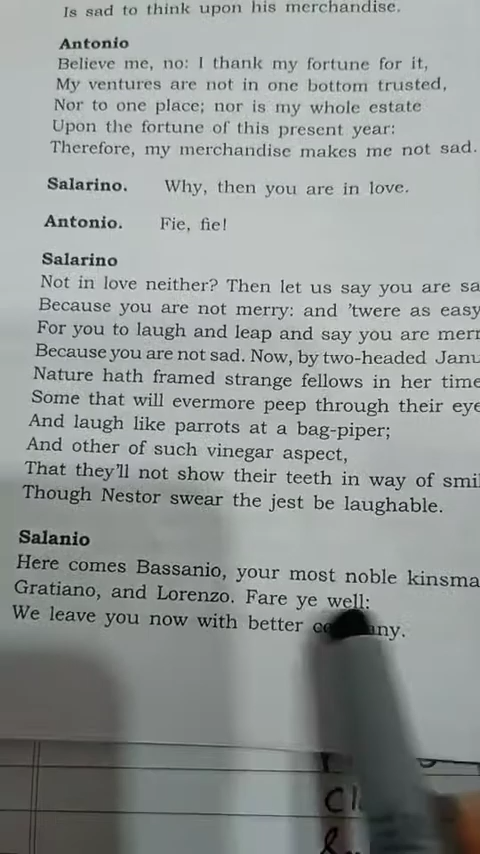 Is sad to think upon his merchandise.
Antonio
Believe me, no: I thank my fortune for it,
My ventures are not in one bottom trusted,
Nor to one place; nor is my whole estate
Upon the fortune of this present year:
Therefore, my merchandise makes me not sad.
Salarino. Why, then you are in love.
Antonio. Fie, fie!
Salarino
Not in love neither? Then let us say you are sa
Because you are not merry: and 'twere as easy
For you to laugh and leap and say you are merr
Because you are not sad. Now, by two-headed Janu
Nature hath framed strange fellows in her time
Some that will evermore peep through their eye
And laugh like parrots at a bag-piper;
And other of such vinegar aspect,
That they'll not show their teeth in way of smil
Though Nestor swear the jest be laughable.
Salanio
Here comes Bassanio, your most noble kinsma
Gratiano, and Lorenzo. Fare ye well:
We leave you now with better